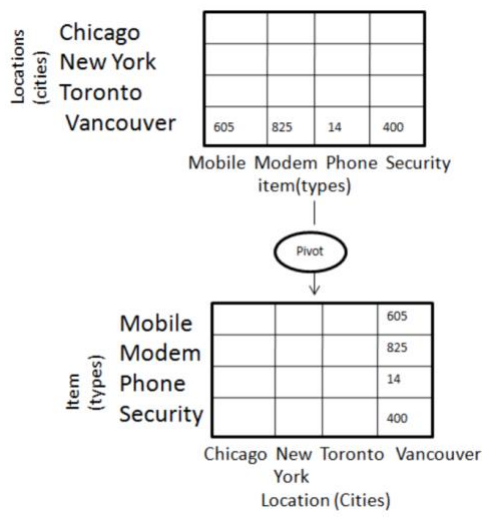 Locations
(cities)
Chicago
New York
Toronto
Vancouver
605 825 14 400
Mobile Modem Phone Security
item(types)
Pivot
Item
(types)
Mobile 605
Modem 825
Phone 14
Security 400
Chicago New Toronto Vancouver
York
Location (Cities)